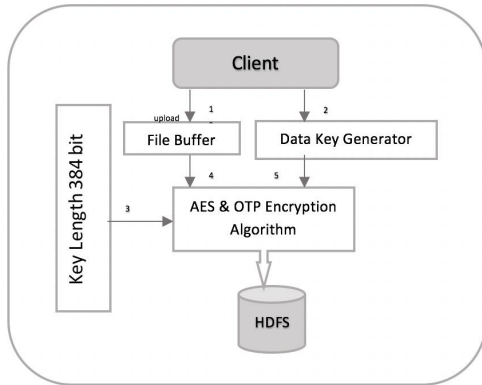 Client
1
2
upload
File Buffer
Data Key Generator
Key Length 384 bit
4
5
3
AES & OTP Encryption
Algorithm
HDFS